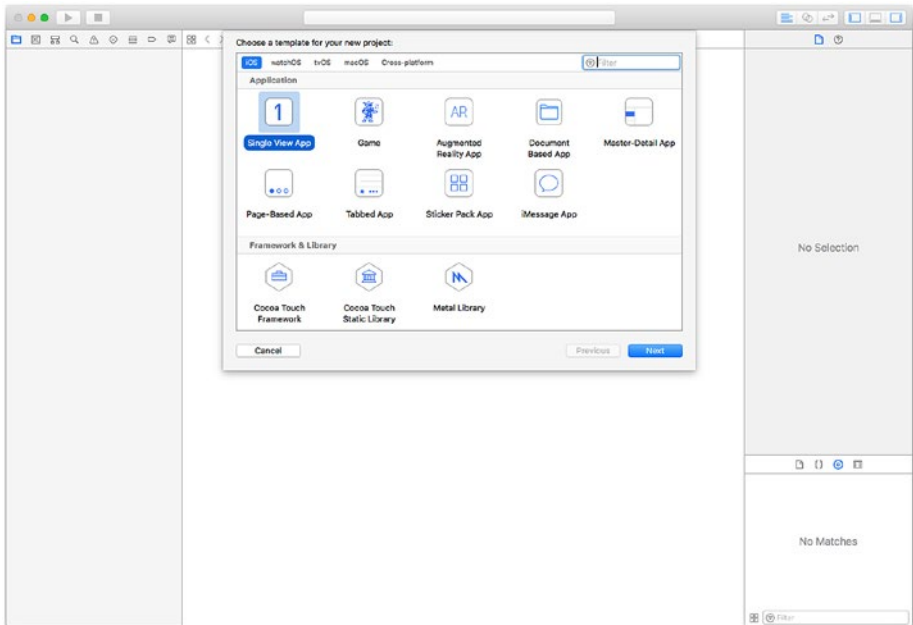 Choose a template for your new project:
iOS watchOS tvOS macOS Cross-platform
Filter
Application
1
AR
Single View App
Game
Augmented
Reality App
Document
Based App
Master-Detail App
Page-Based App
Tabbed App
Sticker Pack App
iMessage App
Framework & Library
Cocoa Touch
Framework
Cocoa Touch
Static Library
Metal Library
Cancel
Previous
Next
No Selection
No Matches
Filter